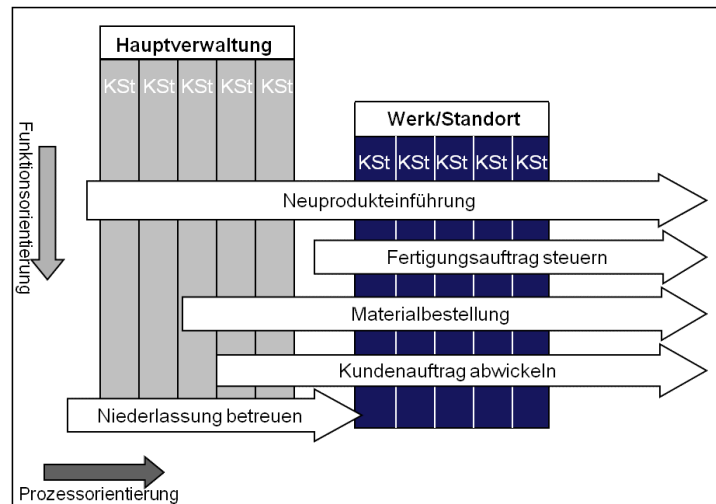 Hauptverwaltung
KSt KSt KSt KSt KSt
Werk/Standort
KSt KSt KSt KSt KSt
Funktionsorientierung
Neuprodukteinführung
Fertigungsauftrag steuern
Materialbestellung
Kundenauftrag abwickeln
Niederlassung betreuen
Prozessorientierung